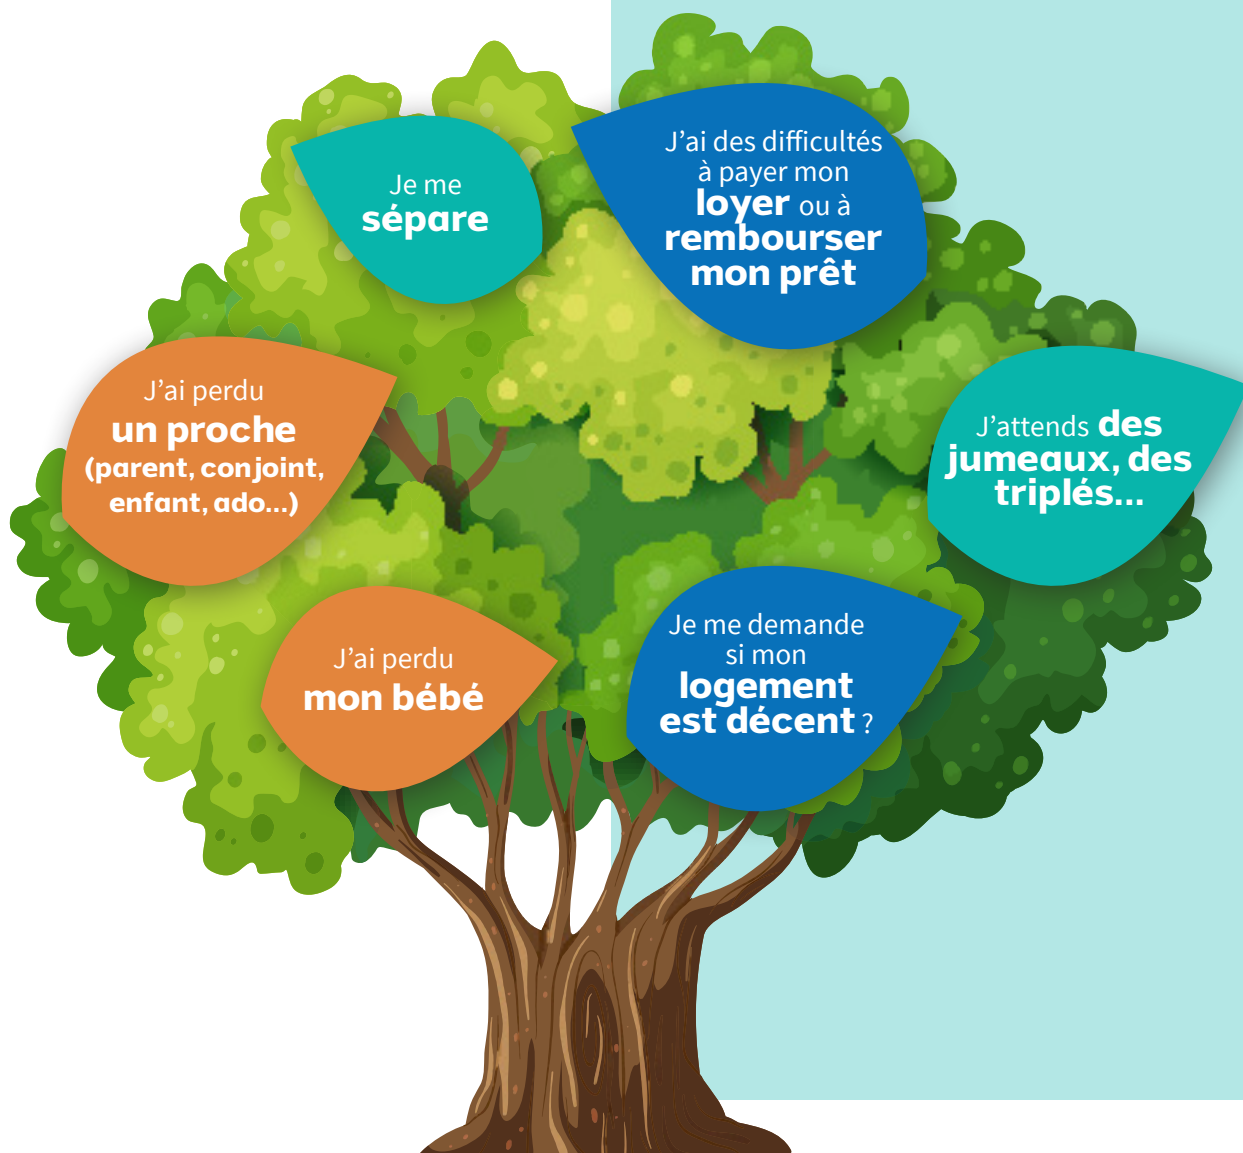 Je me
sépare
J'ai des difficultés
à payer mon
loyer ou à
rembourser
mon prêt
J'ai perdu
un proche
(parent, conjoint,
enfant, ado...)
J'attends des
jumeaux, des
triplés...
J'ai perdu
mon bébé
Je me demande
si mon
logement
est décent ?